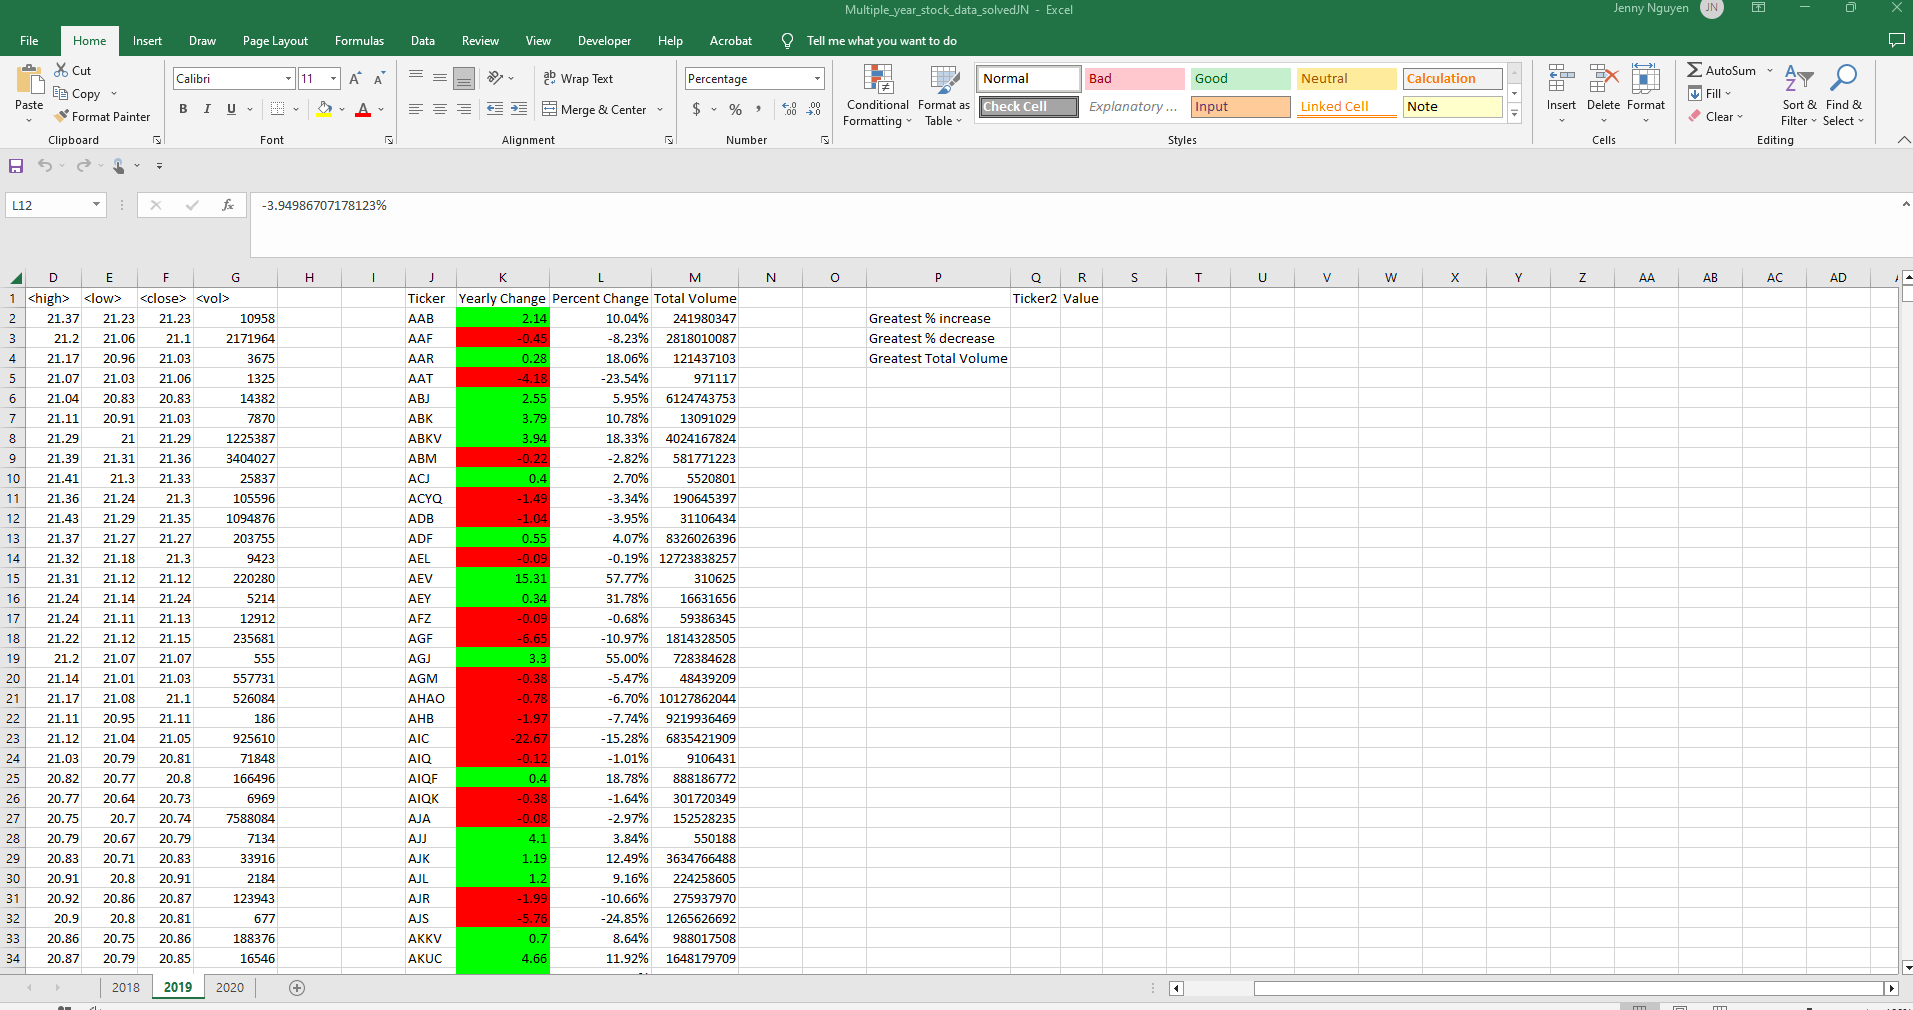 Multiple_year_stock_data_solvedJN - Excel
Jenny Nguyen JN
File Home Insert Draw Page Layout Formulas Data Review View Developer Help Acrobat Tell me what you want to do
Paste Cut Copy Format Painter Clipboard
Calibri 11 B I U Font
Wrap Text Merge & Center Alignment
Percentage $ % Number
Conditional Formatting Format as Table
Normal Bad Good Neutral Calculation
Check Cell Explanatory ... Input Linked Cell Note
Styles
Insert Delete Format Cells
AutoSum Fill Clear Sort & Filter Find & Select Editing
L12 fx -3.94986707178123%
D E F G H I J K L M N O P Q R S T U V W X Y Z AA AB AC AD
1 <high> <low> <close> <vol> Ticker Yearly Change Percent Change Total Volume Ticker2 Value
2 21.37 21.23 21.23 10958 AAB 2.14 10.04% 241980347 Greatest % increase
3 21.2 21.06 21.1 2171964 AAF -0.45 -8.23% 2818010087 Greatest % decrease
4 21.17 20.96 21.03 3675 AAR 0.28 18.06% 121437103 Greatest Total Volume
5 21.07 21.03 21.06 1325 AAT -4.18 -23.54% 971117
6 21.04 20.83 20.83 14382 ABJ 2.55 5.95% 6124743753
7 21.11 20.91 21.03 7870 ABK 3.79 10.78% 13091029
8 21.29 21 21.29 1225387 ABKV 3.94 18.33% 4024167824
9 21.39 21.31 21.36 3404027 ABM -0.22 -2.82% 581771223
10 21.41 21.3 21.33 25837 ACJ 0.4 2.70% 5520801
11 21.36 21.24 21.3 105596 ACYQ -1.49 -3.34% 190645397
12 21.43 21.29 21.35 1094876 ADB -1.04 -3.95% 31106434
13 21.37 21.27 21.27 203755 ADF 0.55 4.07% 8326026396
14 21.32 21.18 21.3 9423 AEL -0.09 -0.19% 12723838257
15 21.31 21.12 21.12 220280 AEV 15.31 57.77% 310625
16 21.24 21.14 21.24 5214 AEY 0.34 31.78% 16631656
17 21.24 21.11 21.13 12912 AFZ -0.09 -0.68% 59386345
18 21.22 21.12 21.15 235681 AGF -6.65 -10.97% 1814328505
19 21.2 21.07 21.07 555 AGJ 3.3 55.00% 728384628
20 21.14 21.01 21.03 557731 AGM -0.38 -5.47% 48439209
21 21.17 21.08 21.1 526084 AHAO -0.78 -6.70% 10127862044
22 21.11 20.95 21.11 186 AHB -1.97 -7.74% 9219936469
23 21.12 21.04 21.05 925610 AIC -22.67 -15.28% 6835421909
24 21.03 20.79 20.81 71848 AIQ -0.12 -1.01% 9106431
25 20.82 20.77 20.8 166496 AIQF 0.4 18.78% 888186772
26 20.77 20.64 20.73 6969 AIQK -0.38 -1.64% 301720349
27 20.75 20.7 20.74 7588084 AJA -0.08 -2.97% 152528235
28 20.79 20.67 20.79 7134 AJJ 4.1 3.84% 550188
29 20.83 20.71 20.83 33916 AJK 1.19 12.49% 3634766488
30 20.91 20.8 20.91 2184 AJL 1.2 9.16% 224258605
31 20.92 20.86 20.87 123943 AJR -1.99 -10.66% 275937970
32 20.9 20.8 20.81 677 AJS -5.76 -24.85% 1265626692
33 20.86 20.75 20.86 188376 AKKV 0.7 8.64% 988017508
34 20.87 20.79 20.85 16546 AKUC 4.66 11.92% 1648179709
2018 2019 2020